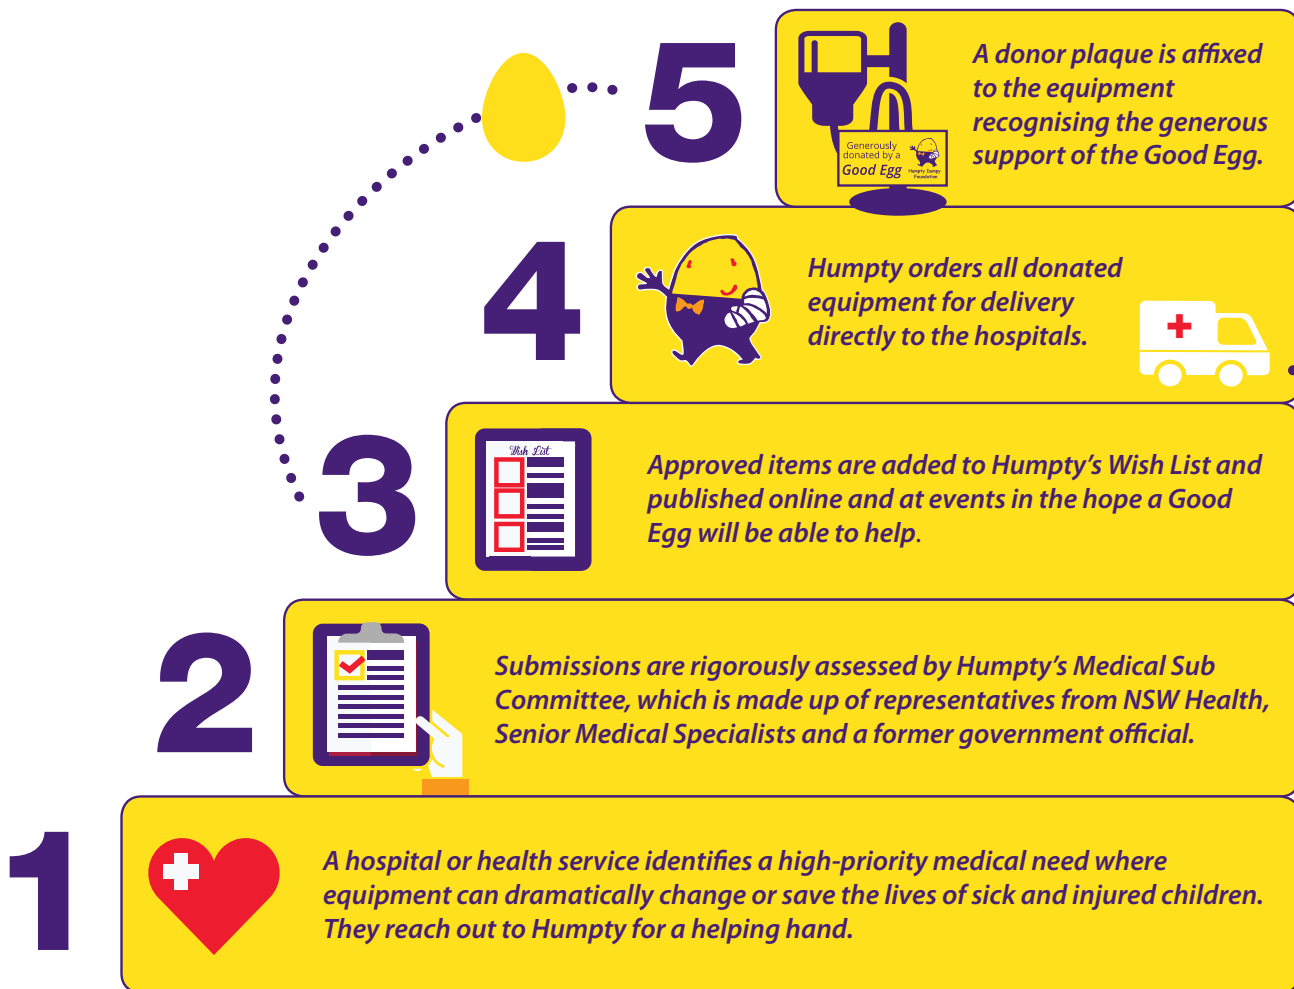 5
A donor plaque is affixed
to the equipment
recognising the generous
support of the Good Egg.
Generously
donated by a
Good Egg
Humpty Dumpty
Foundation
4
Humpty orders all donated
equipment for delivery
directly to the hospitals.
3
Wish List
Approved items are added to Humpty's Wish List and
published online and at events in the hope a Good
Egg will be able to help.
2
Submissions are rigorously assessed by Humpty's Medical Sub
Committee, which is made up of representatives from NSW Health,
Senior Medical Specialists and a former government official.
1
A hospital or health service identifies a high-priority medical need where
equipment can dramatically change or save the lives of sick and injured children.
They reach out to Humpty for a helping hand.